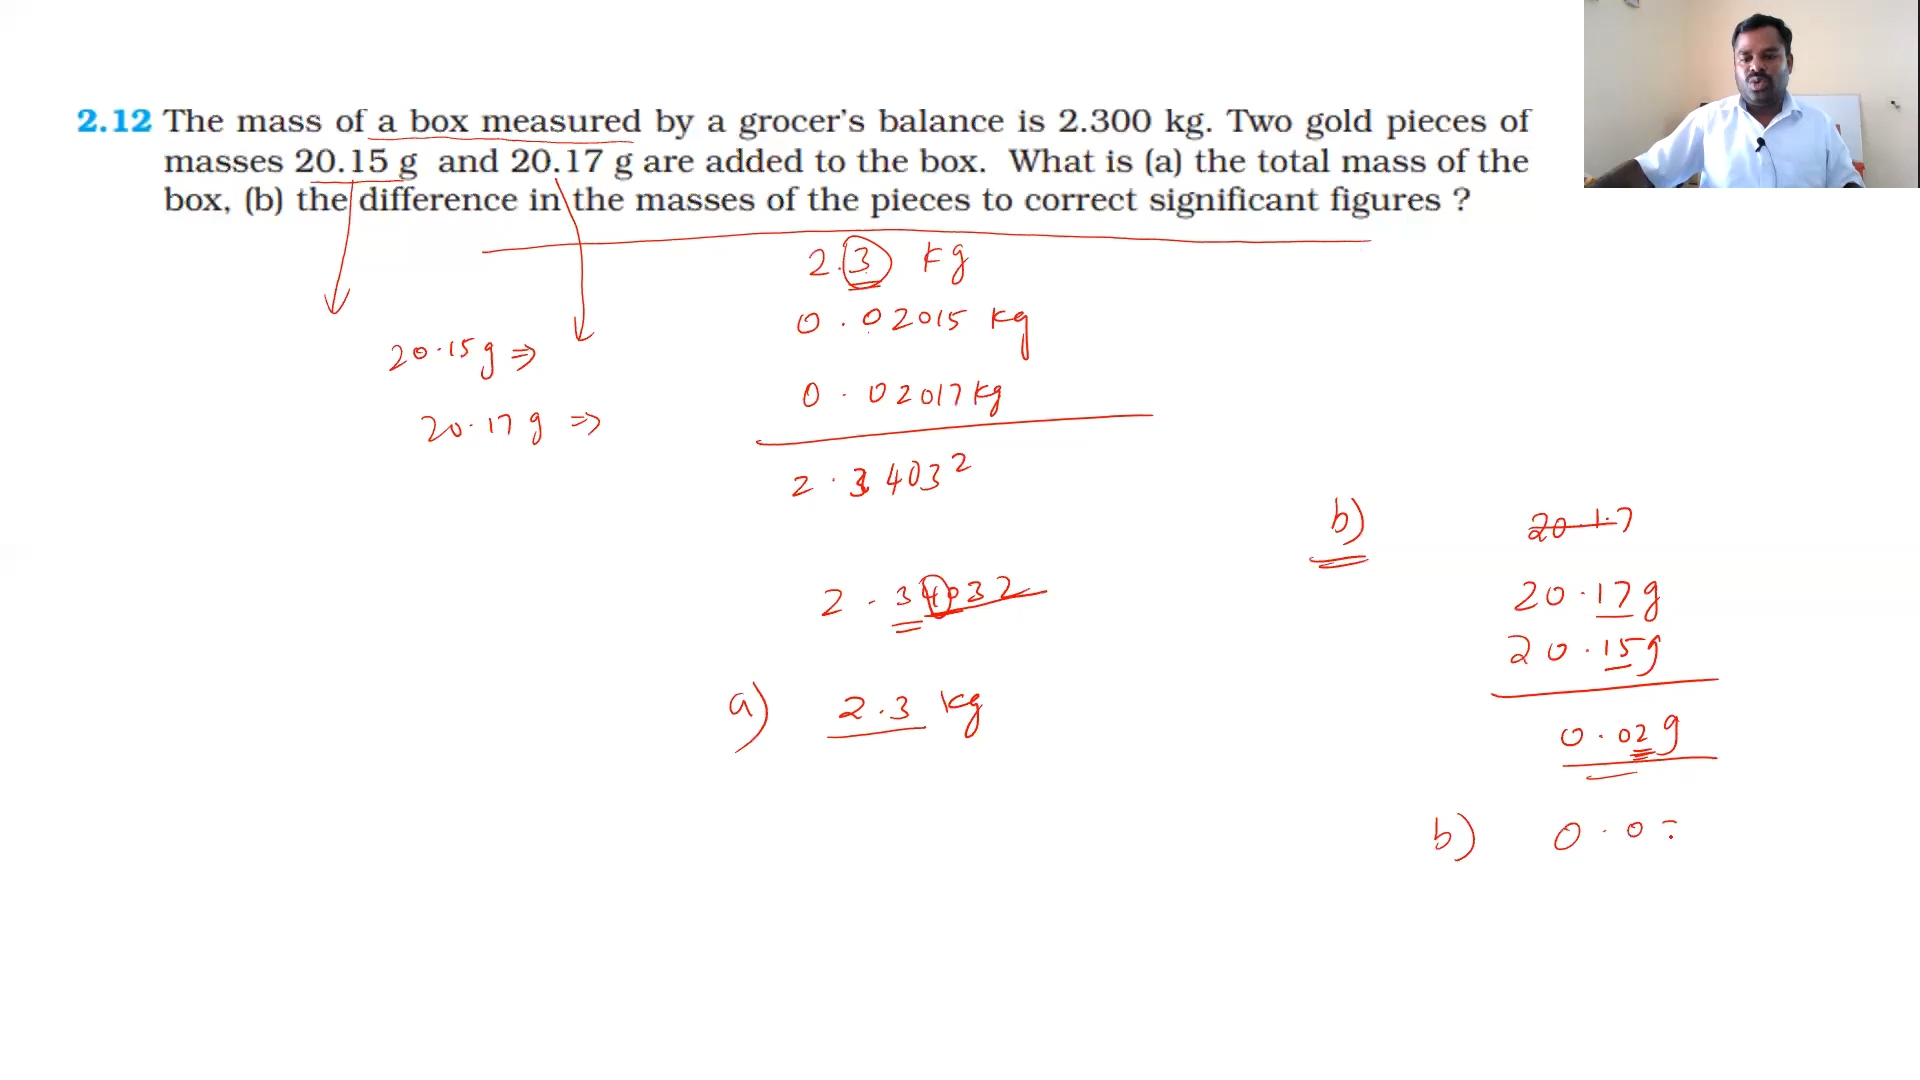 2.12 The mass of a box measured by a grocer's balance is 2.300 kg. Two gold pieces of
masses 20.15 g and 20.17 g are added to the box. What is (a) the total mass of the
box, (b) the difference in the masses of the pieces to correct significant figures ?
2.3 kg
0.02015 kg
20.15 g ⇒
0.02017 kg
20.17 g ⇒
2.34032
2.34032
a) 2.3 kg
b) 20.1.7
20.17 g
20.15 g
0.02 g
b) 0.0